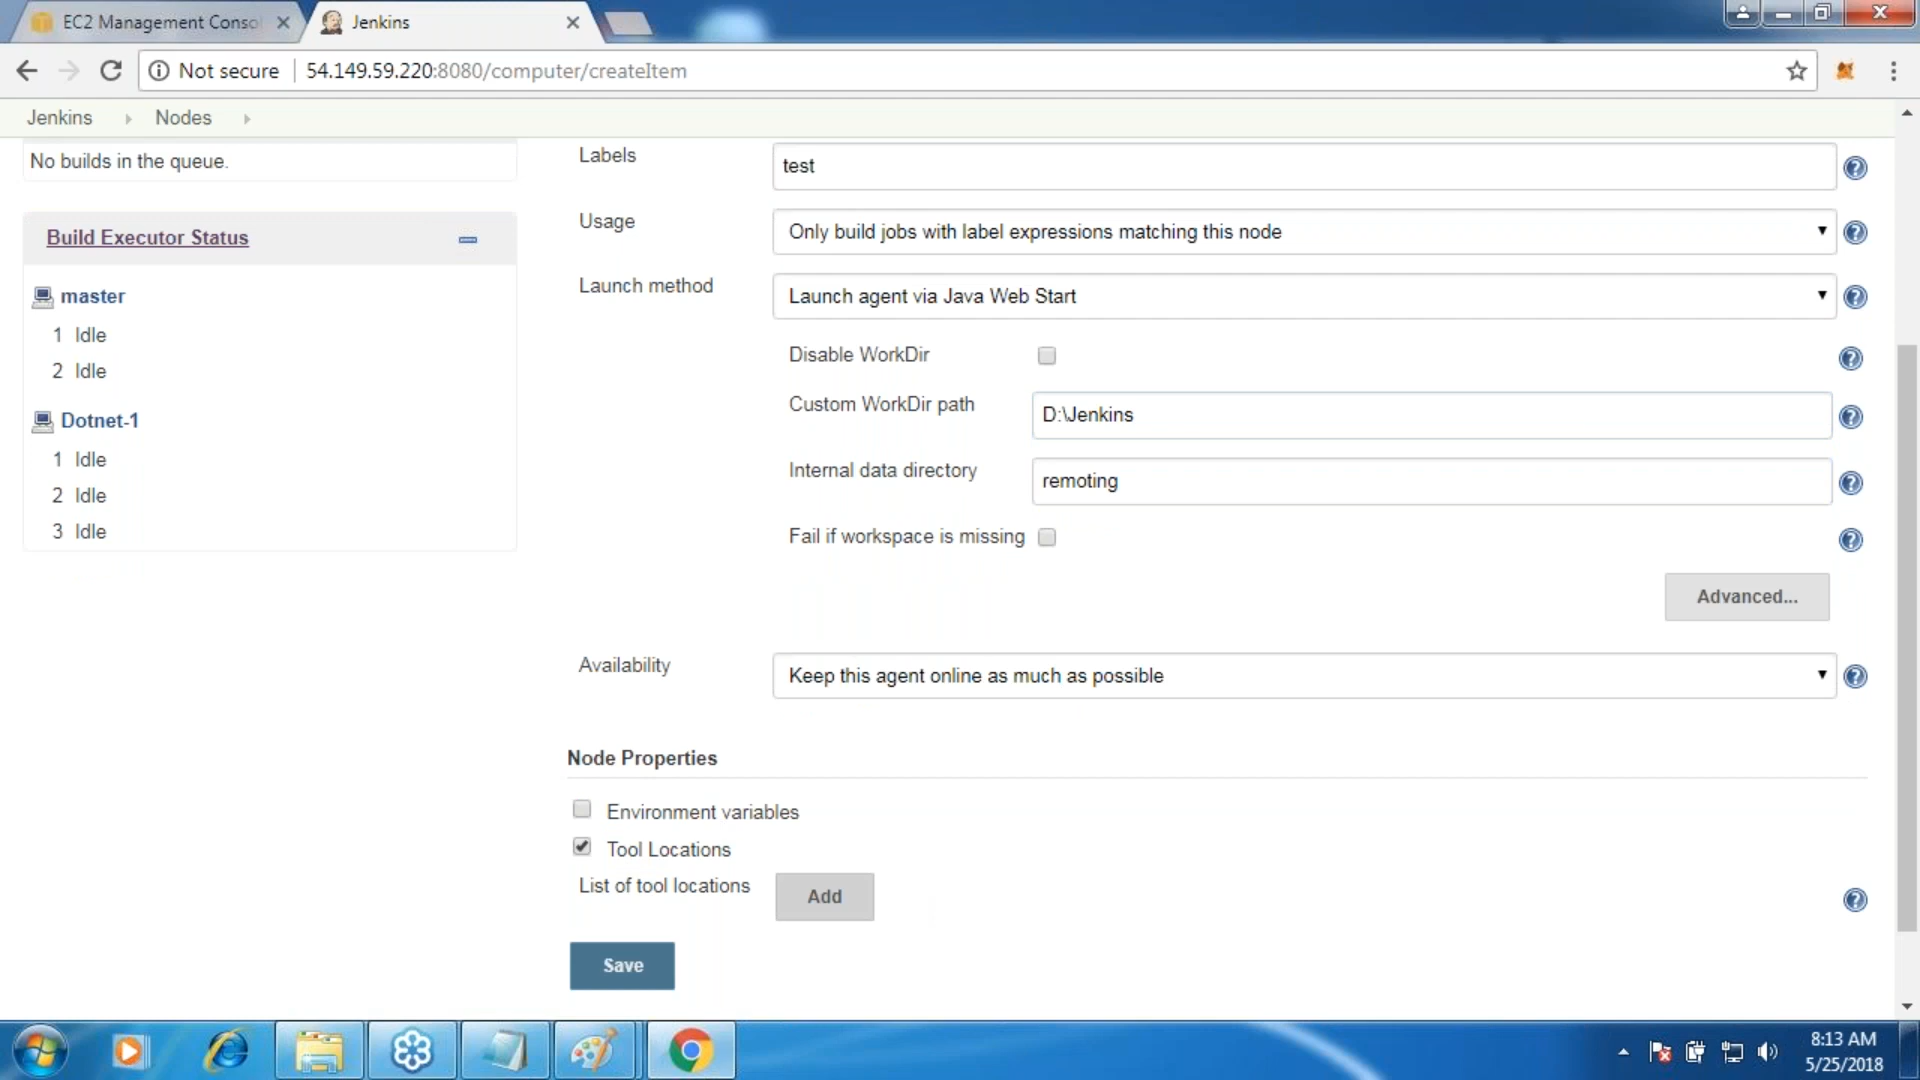 EC2 Management Conso
Jenkins
Not secure
54.149.59.220:8080/computer/createItem
Jenkins
Nodes
No builds in the queue.
Build Executor Status
master
1 Idle
2 Idle
Dotnet-1
1 Idle
2 Idle
3 Idle
Labels
test
Usage
Only build jobs with label expressions matching this node
Launch method
Launch agent via Java Web Start
Disable WorkDir
Custom WorkDir path
D:\Jenkins
Internal data directory
remoting
Fail if workspace is missing
Advanced...
Availability
Keep this agent online as much as possible
Node Properties
Environment variables
Tool Locations
List of tool locations
Add
Save
8:13 AM
5/25/2018